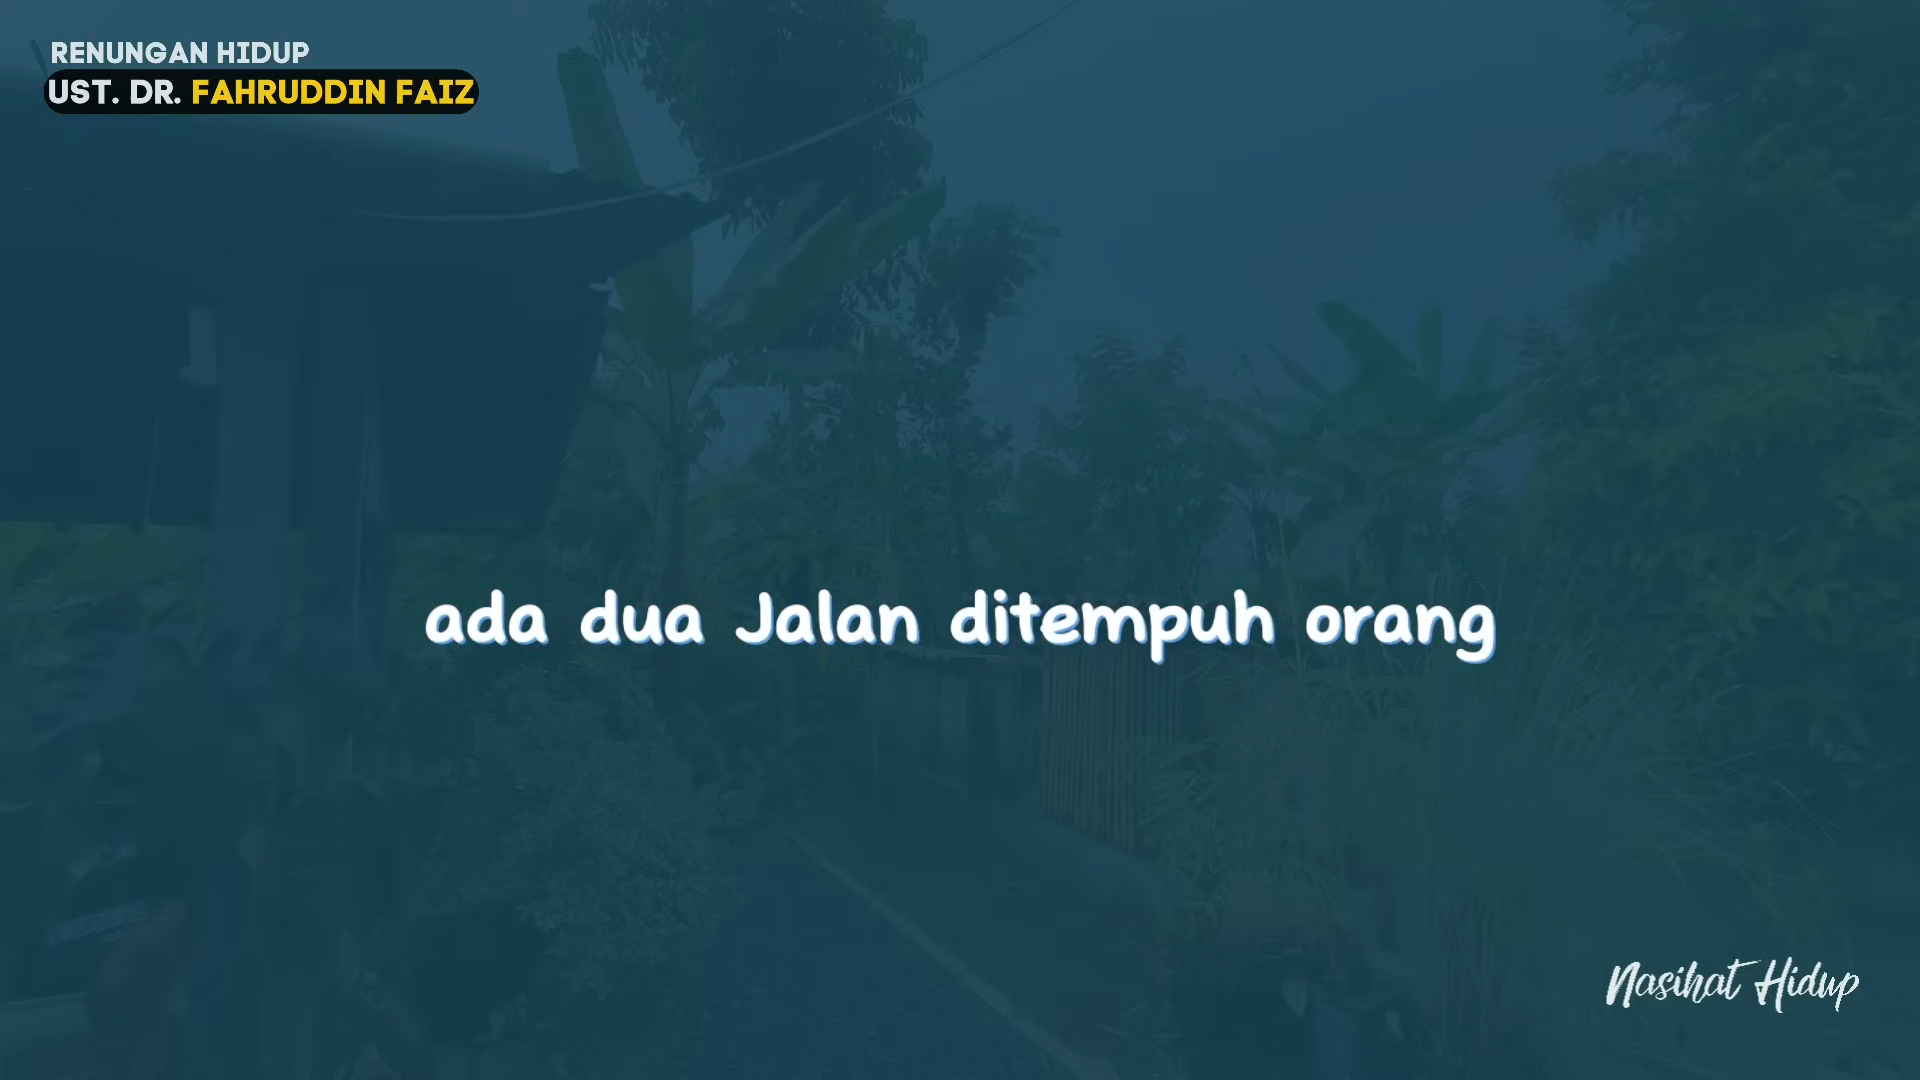 RENUNGAN HIDUP
UST. DR. FAHRUDDIN FAIZ
ada dua Jalan ditempuh orang
Nasihat Hidup